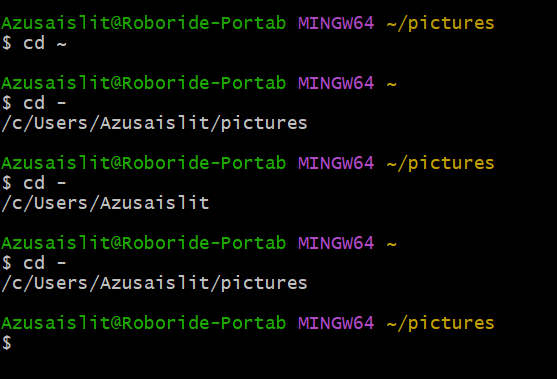 Azusaislit@Roboride-Portab MINGW64 ~/pictures
$ cd ~
Azusaislit@Roboride-Portab MINGW64 ~
$ cd -
/c/Users/Azusaislit/pictures
Azusaislit@Roboride-Portab MINGW64 ~/pictures
$ cd -
/c/Users/Azusaislit
Azusaislit@Roboride-Portab MINGW64 ~
$ cd -
/c/Users/Azusaislit/pictures
Azusaislit@Roboride-Portab MINGW64 ~/pictures
$